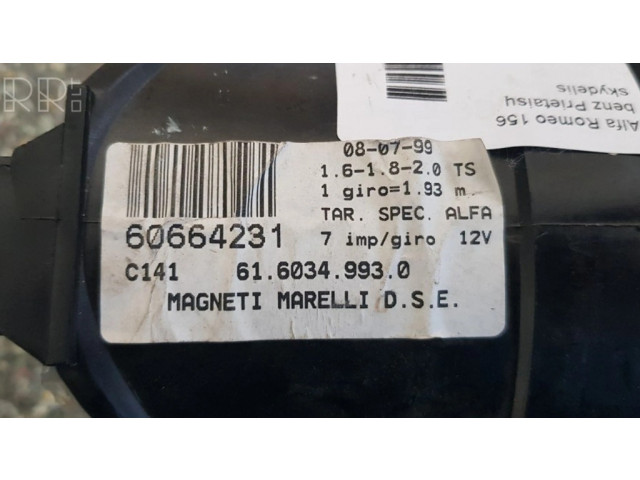 RR
Alfa Romeo 156
benz Prietaisų
skydelis
08-07-99
1.6-1.8-2.0 TS
1 giro=1.93 m
TAR. SPEC. ALFA
60664231
7 imp/giro 12V
C141 61.6034.993.0
MAGNETI MARELLI D.S.E.